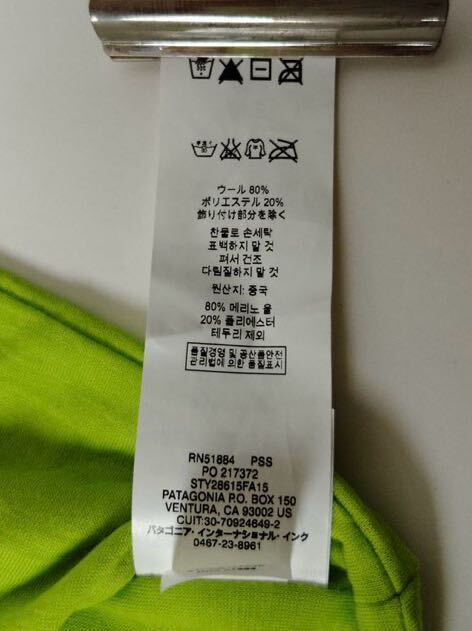 ウール 80%
ポリエステル 20%
飾り付け部分を除く
찬물로 손세탁
표백하지 말 것
펴서 건조
다림질하지 말 것
원산지: 중국
80% 메리노 울
20% 폴리에스터
테두리 제외
품질경영 및 공산품안전
관리법에 의한 품질표시
RN51884 PSS
PO 217372
STY28615FA15
PATAGONIA P.O. BOX 150
VENTURA, CA 93002 US
CUIT:30-70924649-2
パタゴニア・インターナショナル・インク
0467-23-8961